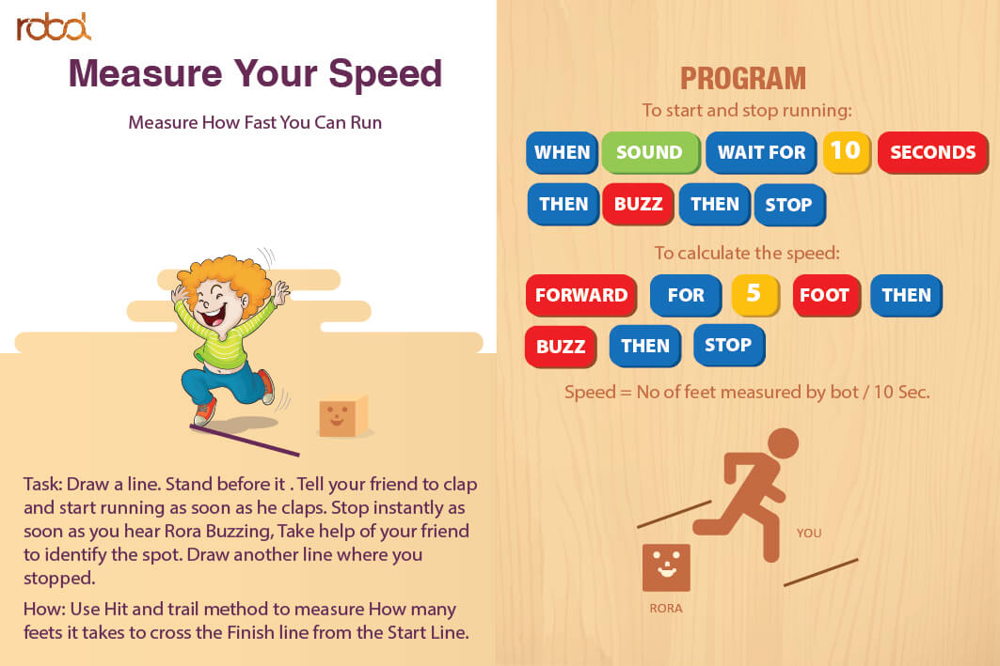 robol
Measure Your Speed
Measure How Fast You Can Run
Task: Draw a line. Stand before it . Tell your friend to clap
and start running as soon as he claps. Stop instantly as
soon as you hear Rora Buzzing, Take help of your friend
to identify the spot. Draw another line where you
stopped.
How: Use Hit and trail method to measure How many
feets it takes to cross the Finish line from the Start Line.
PROGRAM
To start and stop running:
WHEN SOUND WAIT FOR 10 SECONDS
THEN BUZZ THEN STOP
To calculate the speed:
FORWARD FOR 5 FOOT THEN
BUZZ THEN STOP
Speed = No of feet measured by bot / 10 Sec.
YOU
RORA